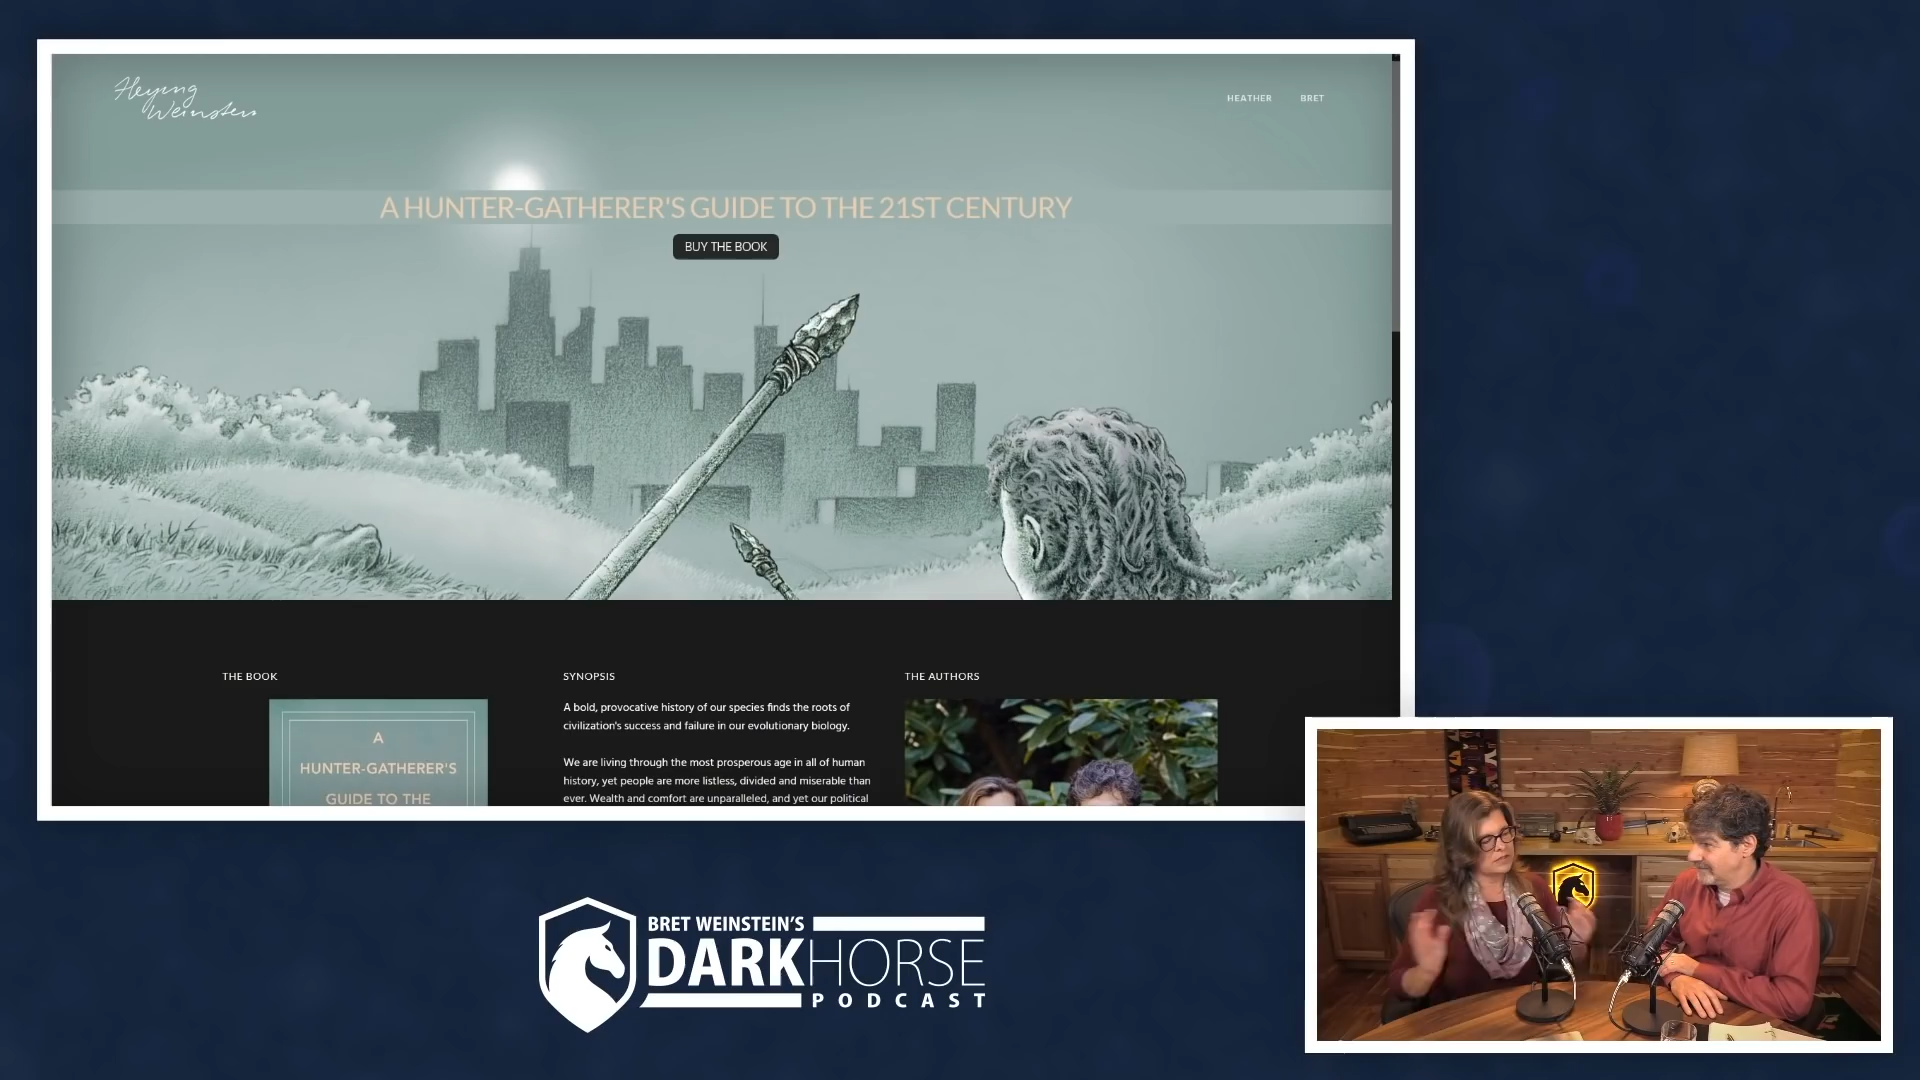 Heying
Weinstein
HEATHER BRET
A HUNTER-GATHERER'S GUIDE TO THE 21ST CENTURY
BUY THE BOOK
THE BOOK
A
HUNTER-GATHERER'S
GUIDE TO THE
SYNOPSIS
A bold, provocative history of our species finds the roots of
civilization's success and failure in our evolutionary biology.
We are living through the most prosperous age in all of human
history, yet people are more listless, divided and miserable than
ever. Wealth and comfort are unparalleled, and yet our political
THE AUTHORS
BRET WEINSTEIN'S
DARKHORSE
PODCAST